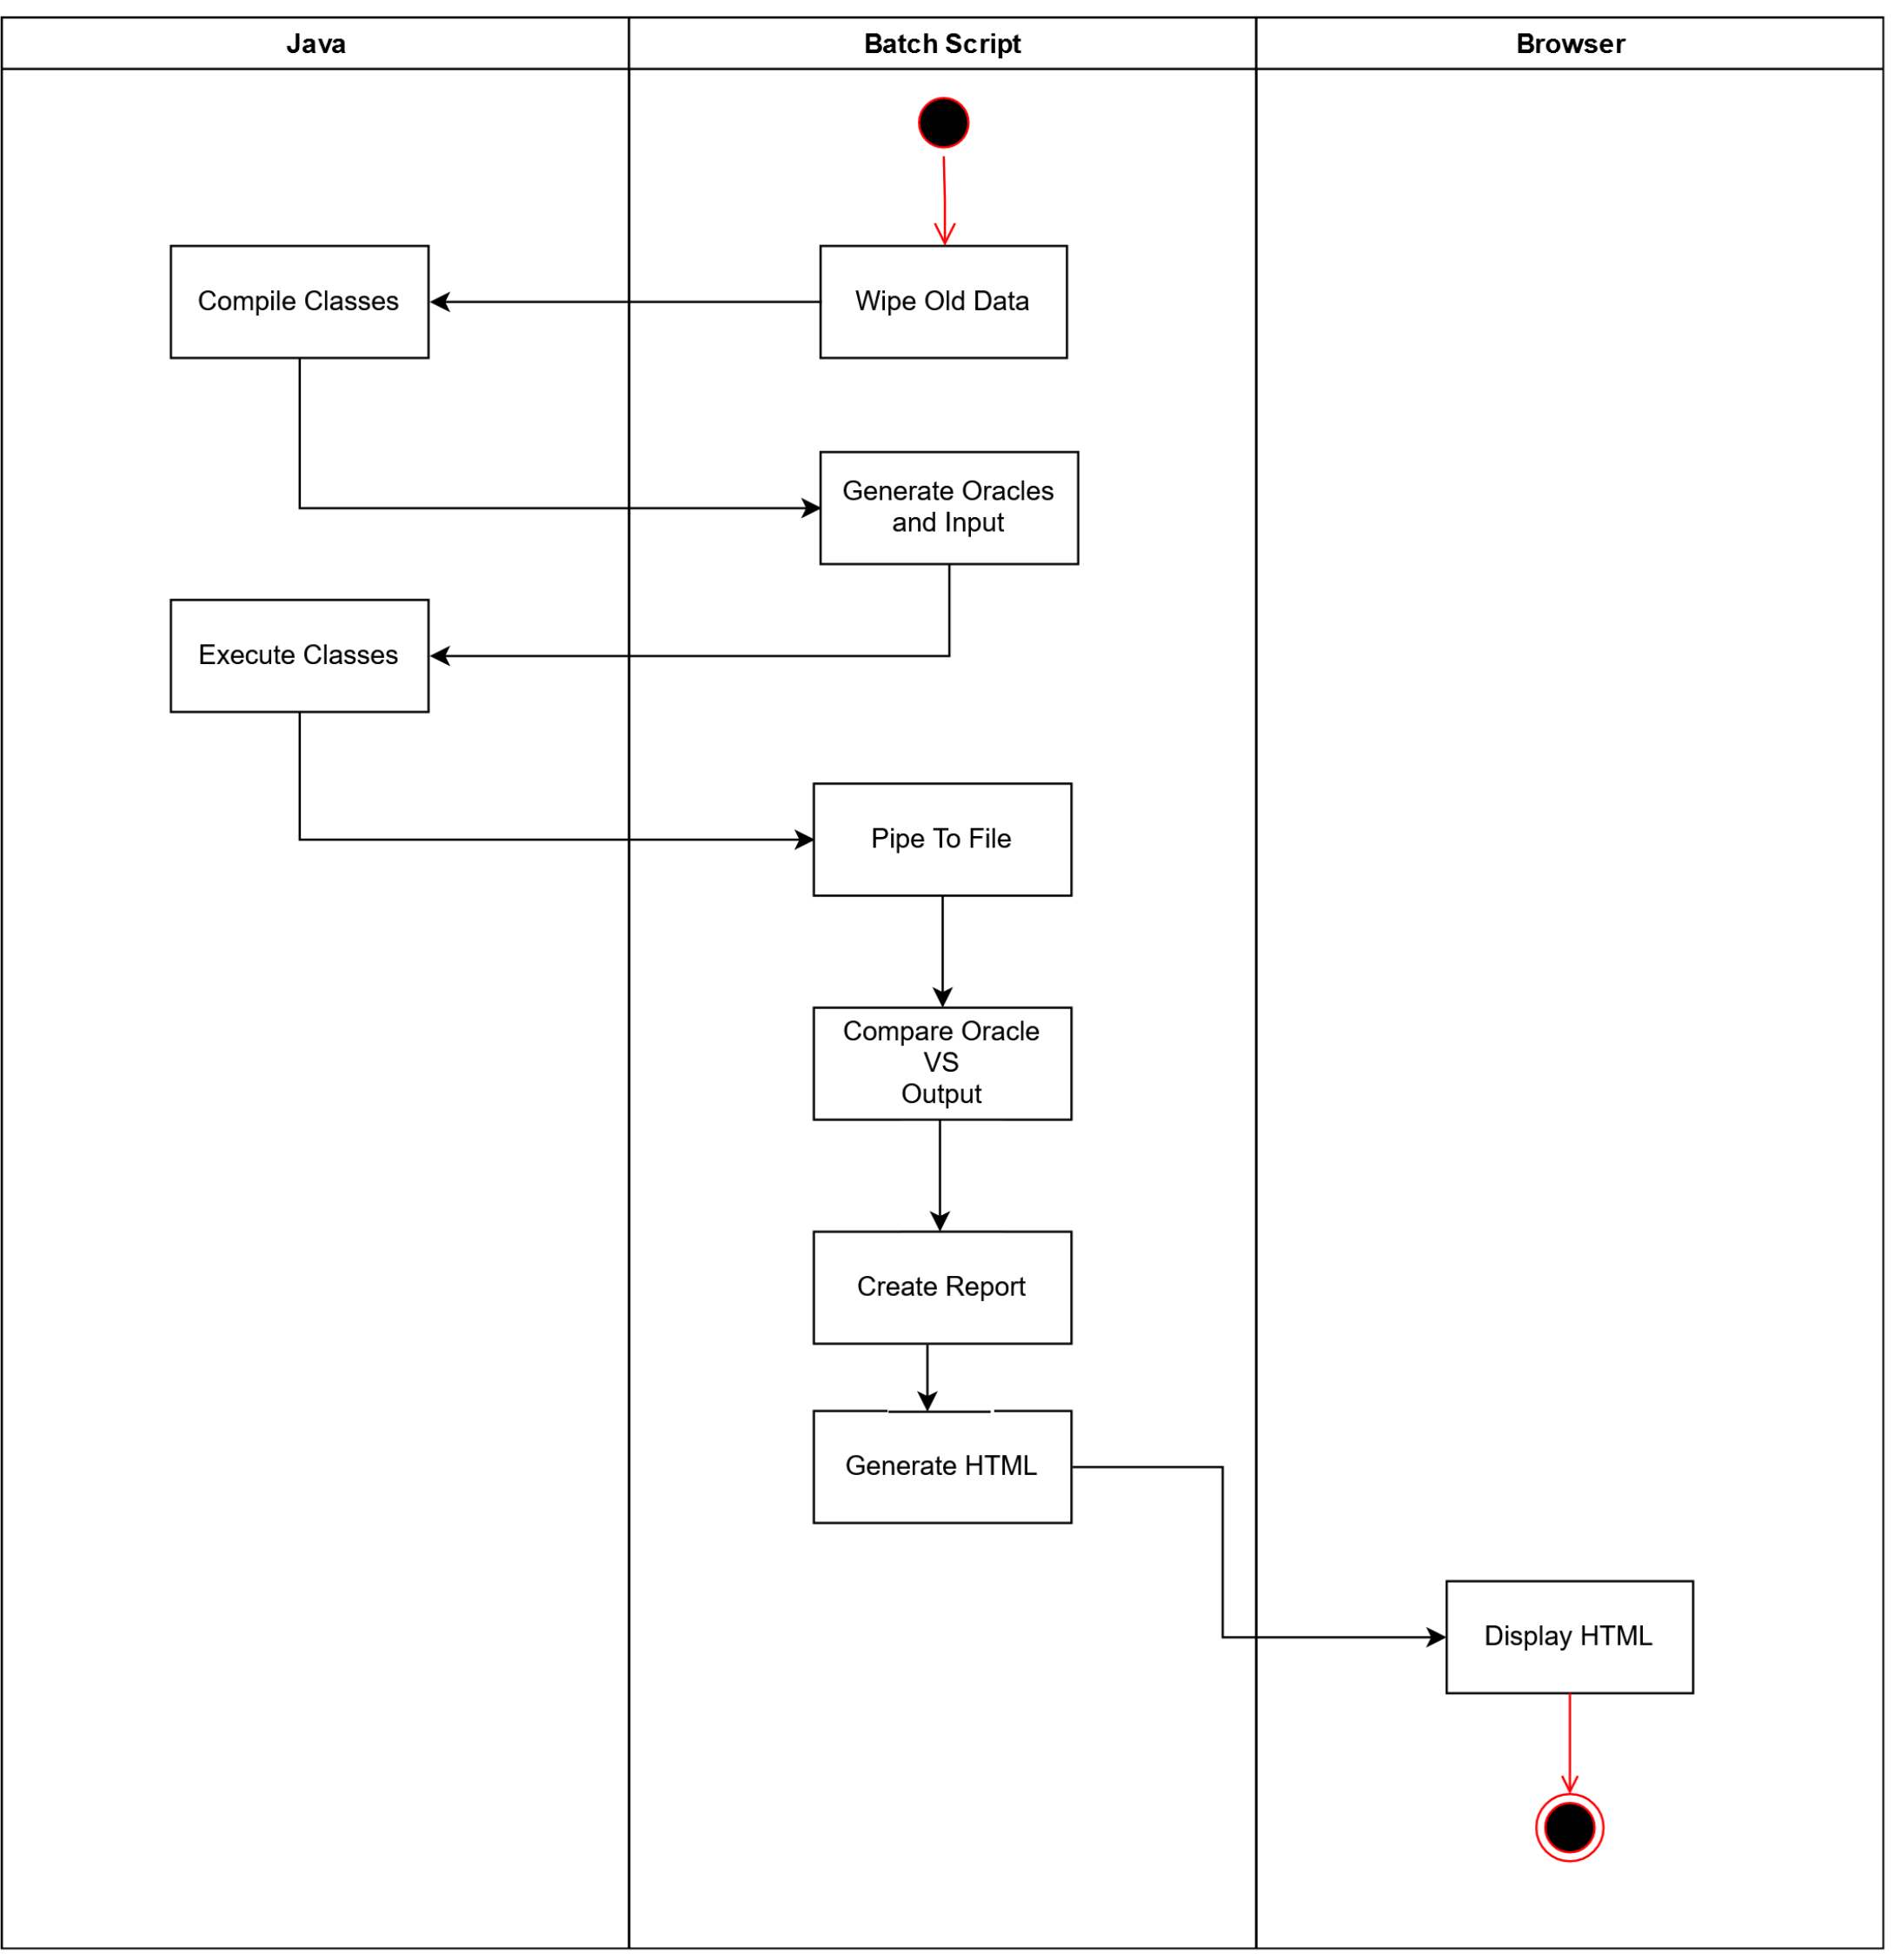 Java
Batch Script
Browser
Compile Classes
Wipe Old Data
Generate Oracles
and Input
Execute Classes
Pipe To File
Compare Oracle
VS
Output
Create Report
Generate HTML
Display HTML